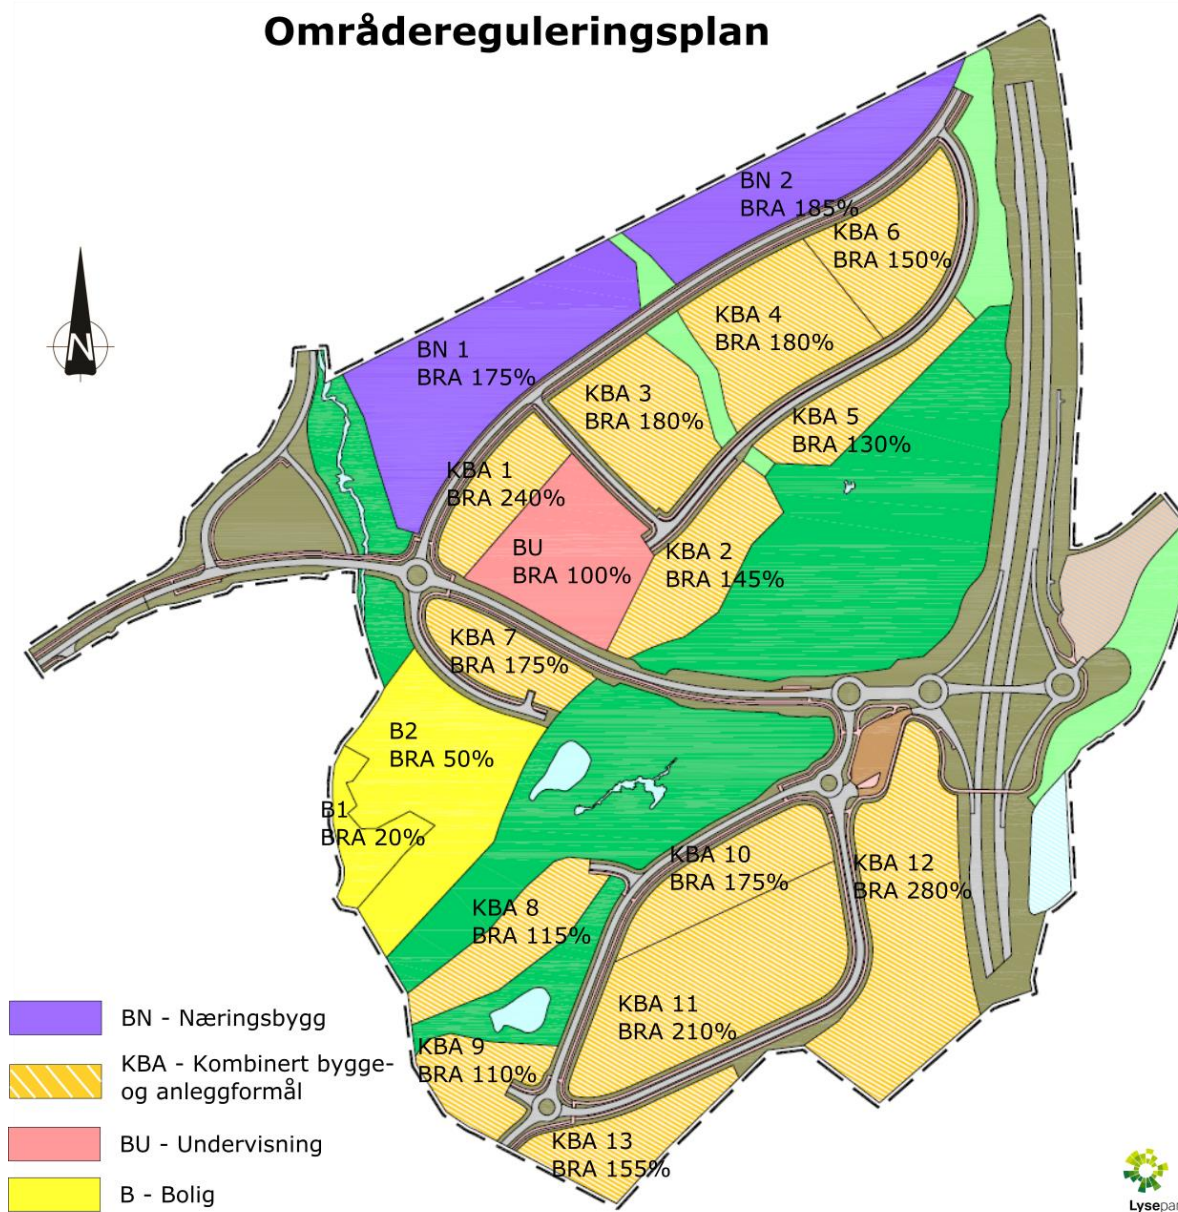 Områdereguleringsplan
BN 2
BRA 185%
KBA 6
BRA 150%
KBA 4
BRA 180%
N
BN 1
BRA 175%
KBA 3
BRA 180%
KBA 5
BRA 130%
KBA 1
BRA 240%
BU
BRA 100%
KBA 2
BRA 145%
KBA 7
BRA 175%
B2
BRA 50%
B1
BRA 20%
KBA 10
BRA 175%
KBA 12
BRA 280%
KBA 8
BRA 115%
KBA 11
BRA 210%
KBA 9
BRA 110%
KBA 13
BRA 155%
BN - Næringsbygg
KBA - Kombinert bygge-
og anleggformål
BU - Undervisning
B - Bolig